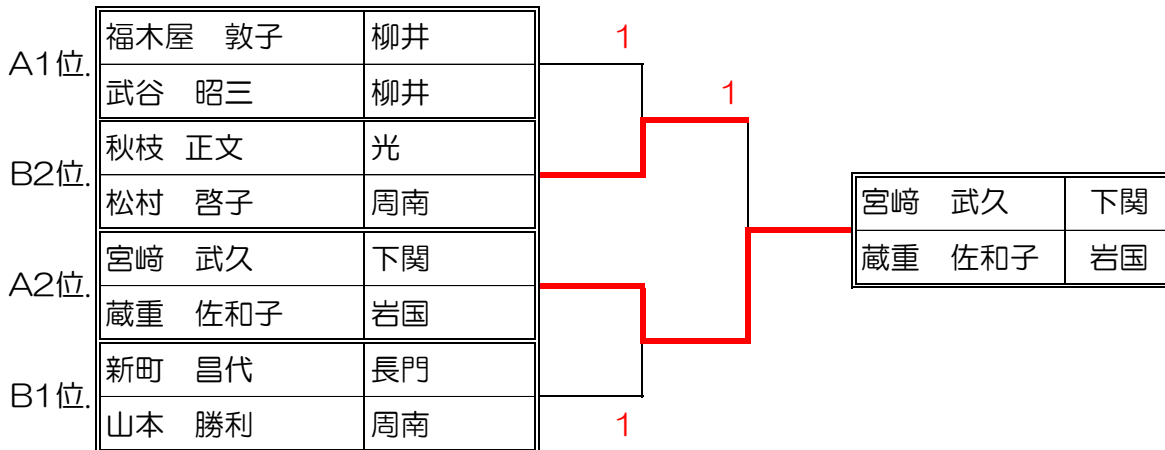 福木屋　敦子 柳井
A1位.
武谷　昭三 柳井
1
1
秋枝 正文 光
B2位.
松村　啓子 周南
宮﨑　武久 下関
A2位.
蔵重　佐和子 岩国
新町　昌代 長門
B1位.
山本　勝利 周南
1
宮﨑　武久 下関
蔵重　佐和子 岩国